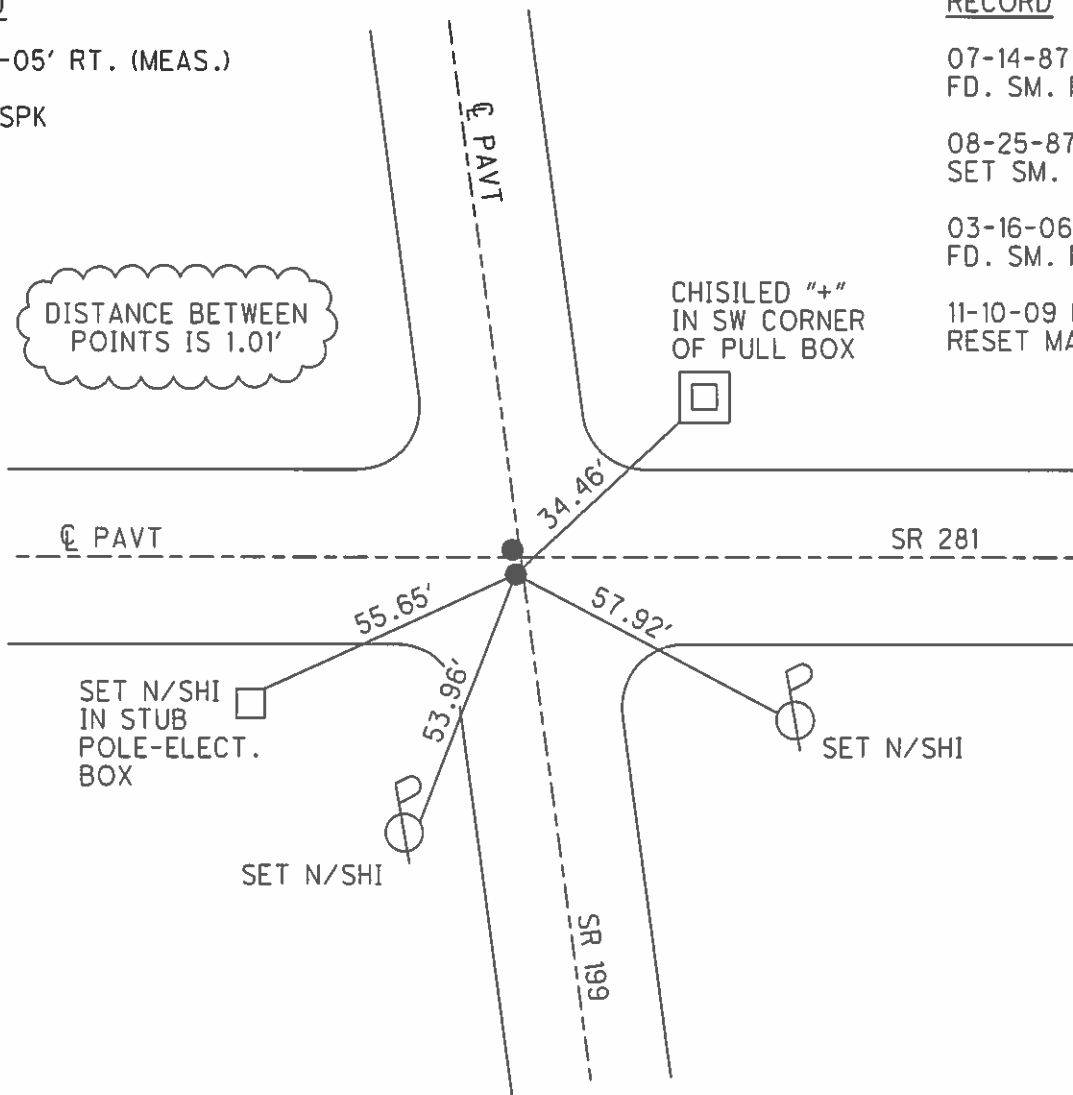 -05' RT. (MEAS.)
SPK
RECORD
07-14-87
FD. SM.
08-25-87
SET SM.
03-16-06
FD. SM.
11-10-09
RESET MA
℄ PAVT
DISTANCE BETWEEN
POINTS IS 1.01'
CHISILED "+"
IN SW CORNER
OF PULL BOX
34.46'
℄ PAVT
SR 281
55.65'
57.92'
53.96'
SET N/SHI
IN STUB
POLE-ELECT.
BOX
SET N/SHI
SET N/SHI
SR 199